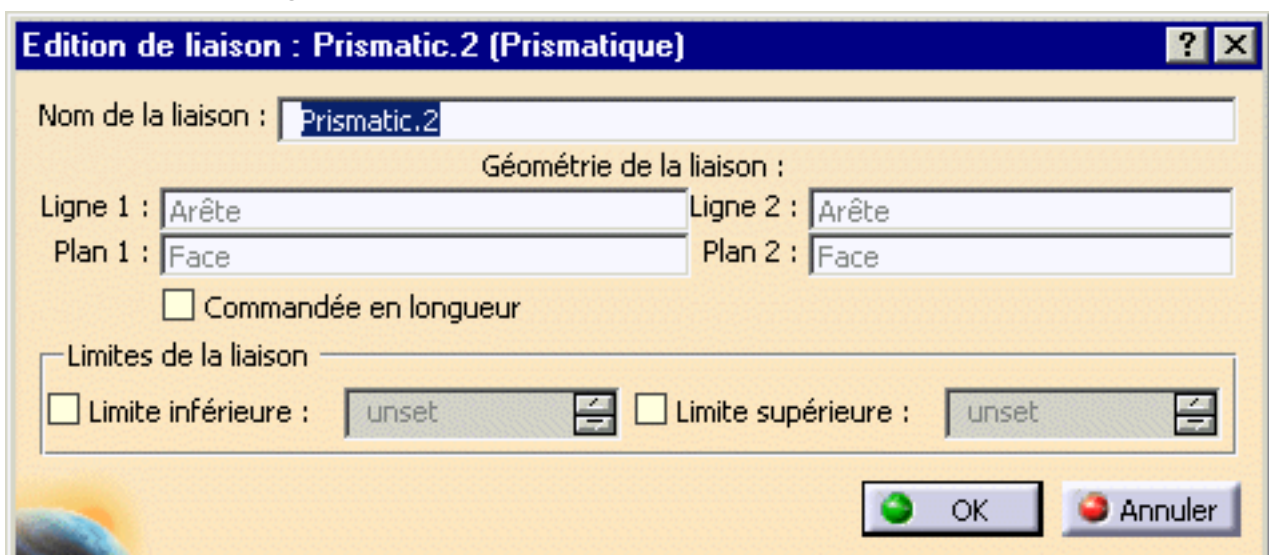 Edition de liaison : Prismatic.2 (Prismatique) ? X
Nom de la liaison : Prismatic.2
Géométrie de la liaison :
Ligne 1 : Arête Ligne 2 : Arête
Plan 1 : Face Plan 2 : Face
Commandée en longueur
Limites de la liaison
Limite inférieure : unset Limite supérieure : unset
OK Annuler